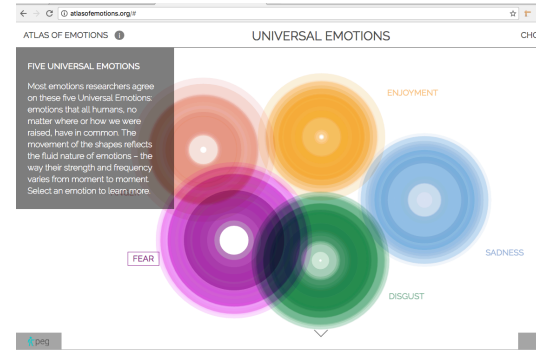 atlasofemotions.org/#
ATLAS OF EMOTIONS i
UNIVERSAL EMOTIONS
CHO
FIVE UNIVERSAL EMOTIONS
Most emotions researchers agree
on these five Universal Emotions:
emotions that all humans, no
matter where or how we were
raised, have in common. The
movement of the shapes reflects
the fluid nature of emotions – the
way their strength and frequency
varies from moment to moment.
Select an emotion to learn more.
ENJOYMENT
SADNESS
FEAR
DISGUST
peg